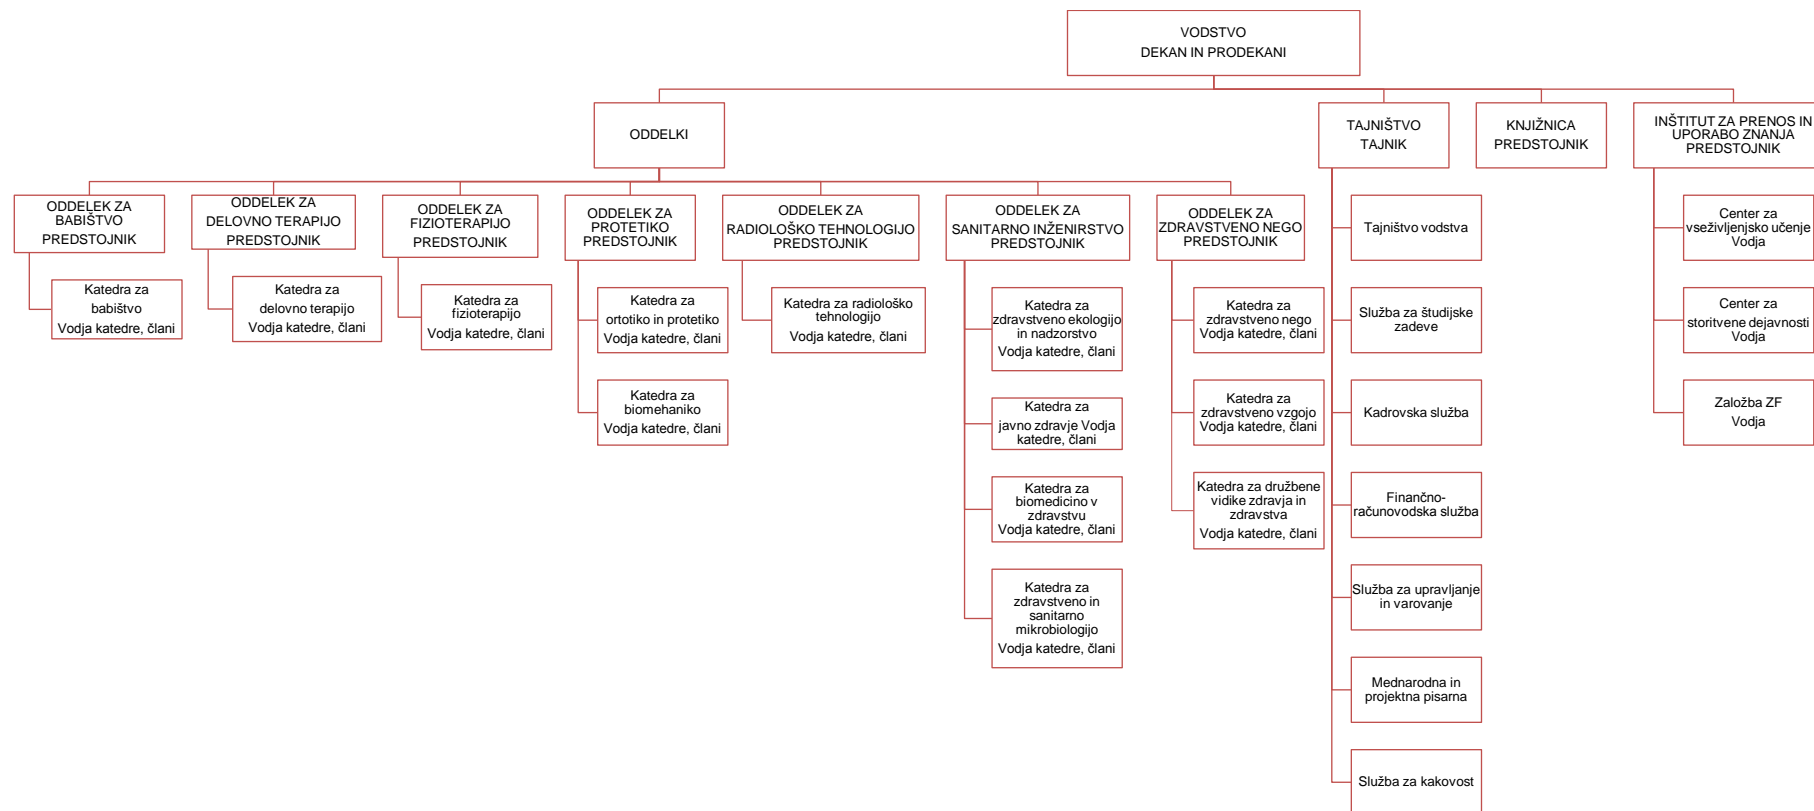 VODSTVO
DEKAN IN PRODEKANI
ODDELKI
TAJNIŠTVO
TAJNIK
KNJIŽNICA
PREDSTOJNIK
INŠTITUT ZA PRENOS IN
UPORABO ZNANJA
PREDSTOJNIK
ODDELEK ZA
BABIŠTVO
PREDSTOJNIK
ODDELEK ZA
DELOVNO TERAPIJO
PREDSTOJNIK
ODDELEK ZA
FIZIOTERAPIJO
PREDSTOJNIK
ODDELEK ZA
PROTETIKO
PREDSTOJNIK
ODDELEK ZA
RADIOLOŠKO TEHNOLOGIJO
PREDSTOJNIK
ODDELEK ZA
SANITARNO INŽENIRSTVO
PREDSTOJNIK
ODDELEK ZA
ZDRAVSTVENO NEGO
PREDSTOJNIK
Katedra za
babištvo
Vodja katedre, člani
Katedra za
delovno terapijo
Vodja katedre, člani
Katedra za
fizioterapijo
Vodja katedre, člani
Katedra za
ortotiko in protetiko
Vodja katedre, člani
Katedra za
biomehaniko
Vodja katedre, člani
Katedra za radiološko
tehnologijo
Vodja katedre, člani
Katedra za
zdravstveno ekologijo
in nadzorstvo
Vodja katedre, člani
Katedra za
javno zdravje Vodja
katedre, člani
Katedra za
biomedicino v
zdravstvu
Vodja katedre, člani
Katedra za
zdravstveno in
sanitarno
mikrobiologijo
Vodja katedre, člani
Katedra za
zdravstveno nego
Vodja katedre, člani
Katedra za
zdravstveno vzgojo
Vodja katedre, člani
Katedra za družbene
vidike zdravja in
zdravstva
Vodja katedre, člani
Tajništvo vodstva
Služba za študijske
zadeve
Kadrovska služba
Finančno-
računovodska služba
Služba za upravljanje
in varovanje
Mednarodna in
projektna pisarna
Služba za kakovost
Center za
vseživljenjsko učenje
Vodja
Center za
storitvene dejavnosti
Vodja
Založba ZF
Vodja